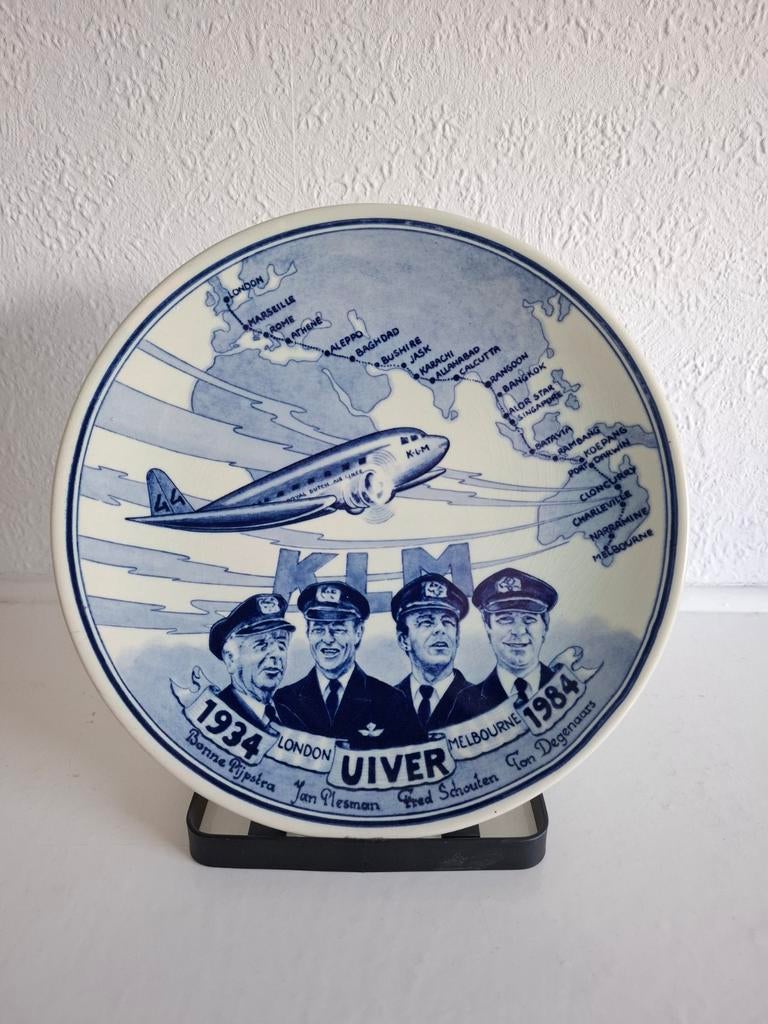 LONDON
MARSEILLE
ROME
ATHENE
ALEPPO
BAGHDAD
BUSHIRE
JASK
KARACHI
ALLAHABAD
CALCUTTA
RANGOON
BANGKOK
ALOR STAR
SINGAPORE
BATAVIA
RAMBANG
KOEPANG
PORT DARWIN
CLONCURRY
CHARLEVILLE
NARRAMINE
MELBOURNE
K·L·M
ROYAL DUTCH AIR LINES
44
KLM
1934
LONDON
UIVER
MELBOURNE
1984
Bonne Pijpstra
Jan Plesman
Fred Schouten
Ton Degenaars